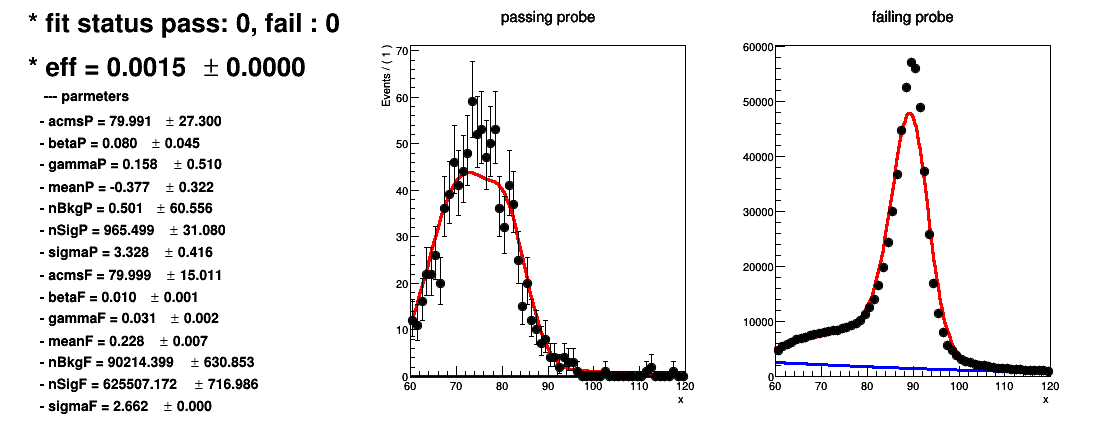 * fit status pass: 0, fail : 0
* eff = 0.0015 ± 0.0000
--- parmeters
- acmsP = 79.991 ± 27.300
- betaP = 0.080 ± 0.045
- gammaP = 0.158 ± 0.510
- meanP = -0.377 ± 0.322
- nBkgP = 0.501 ± 60.556
- nSigP = 965.499 ± 31.080
- sigmaP = 3.328 ± 0.416
- acmsF = 79.999 ± 15.011
- betaF = 0.010 ± 0.001
- gammaF = 0.031 ± 0.002
- meanF = 0.228 ± 0.007
- nBkgF = 90214.399 ± 630.853
- nSigF = 625507.172 ± 716.986
- sigmaF = 2.662 ± 0.000
passing probe
Events / ( 1 )
70
60
50
40
30
20
10
0
60 70 80 90 100 110 120
x
failing probe
60000
50000
40000
30000
20000
10000
0
60 70 80 90 100 110 120
x